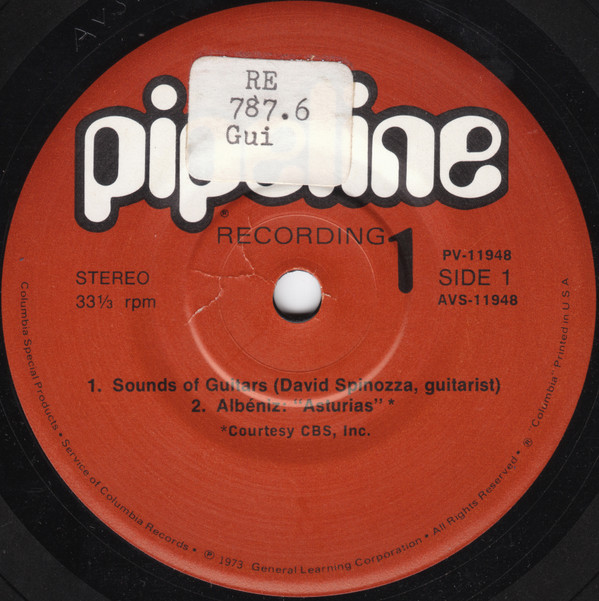 AVS
RE
787.6
Gui
pipeline
®
RECORDING 1
STEREO
33⅓ rpm
PV-11948
SIDE 1
AVS-11948
1. Sounds of Guitars (David Spinozza, guitarist)
2. Albéniz: "Asturias" *
*Courtesy CBS, Inc.
Columbia Special Products • Service of Columbia Records • ℗ 1973 General Learning Corporation • All Rights Reserved • ® "Columbia" Printed in U S A